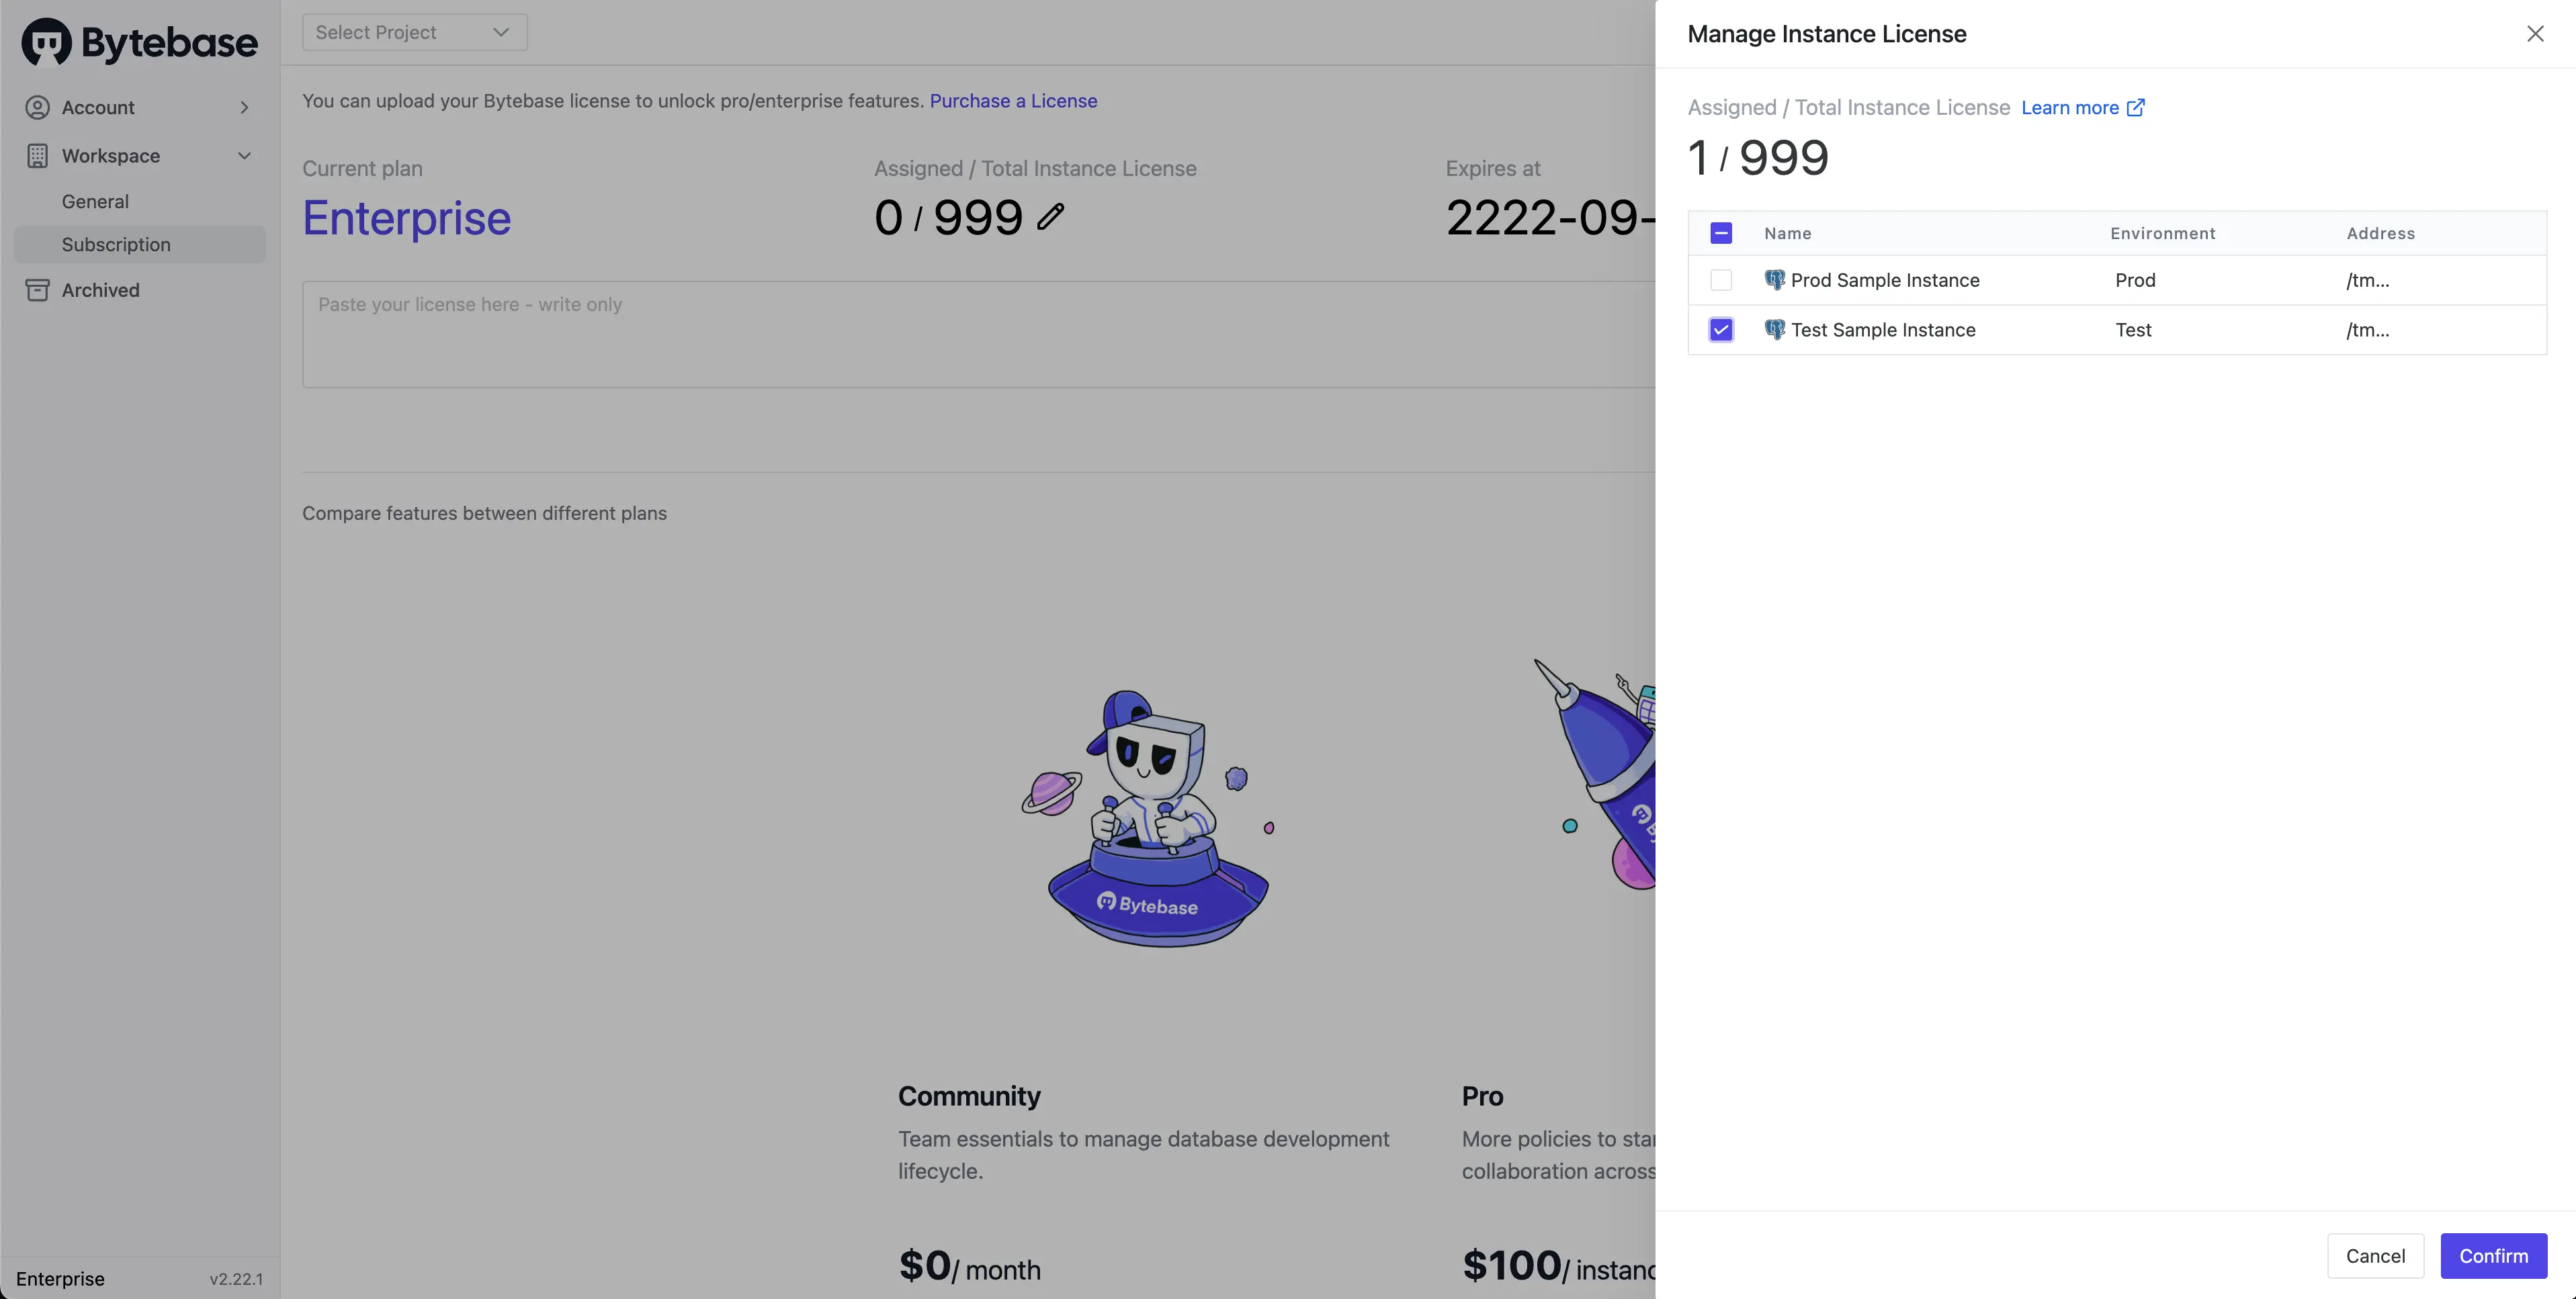 Bytebase
Account
Workspace
General
Subscription
Archived
Enterprise
v2.22.1
Select Project
You can upload your Bytebase license to unlock pro/enterprise features. Purchase a License
Current plan
Enterprise
Assigned / Total Instance License
0 / 999
Expires at
2222-09-
Paste your license here - write only
Compare features between different plans
Bytebase
Community
Team essentials to manage database development
lifecycle.
$0/ month
Pro
More policies to sta
collaboration across
$100/ instanc
Manage Instance License
Assigned / Total Instance License Learn more
1 / 999
Name Environment Address
Prod Sample Instance Prod /tm...
Test Sample Instance Test /tm...
Cancel
Confirm